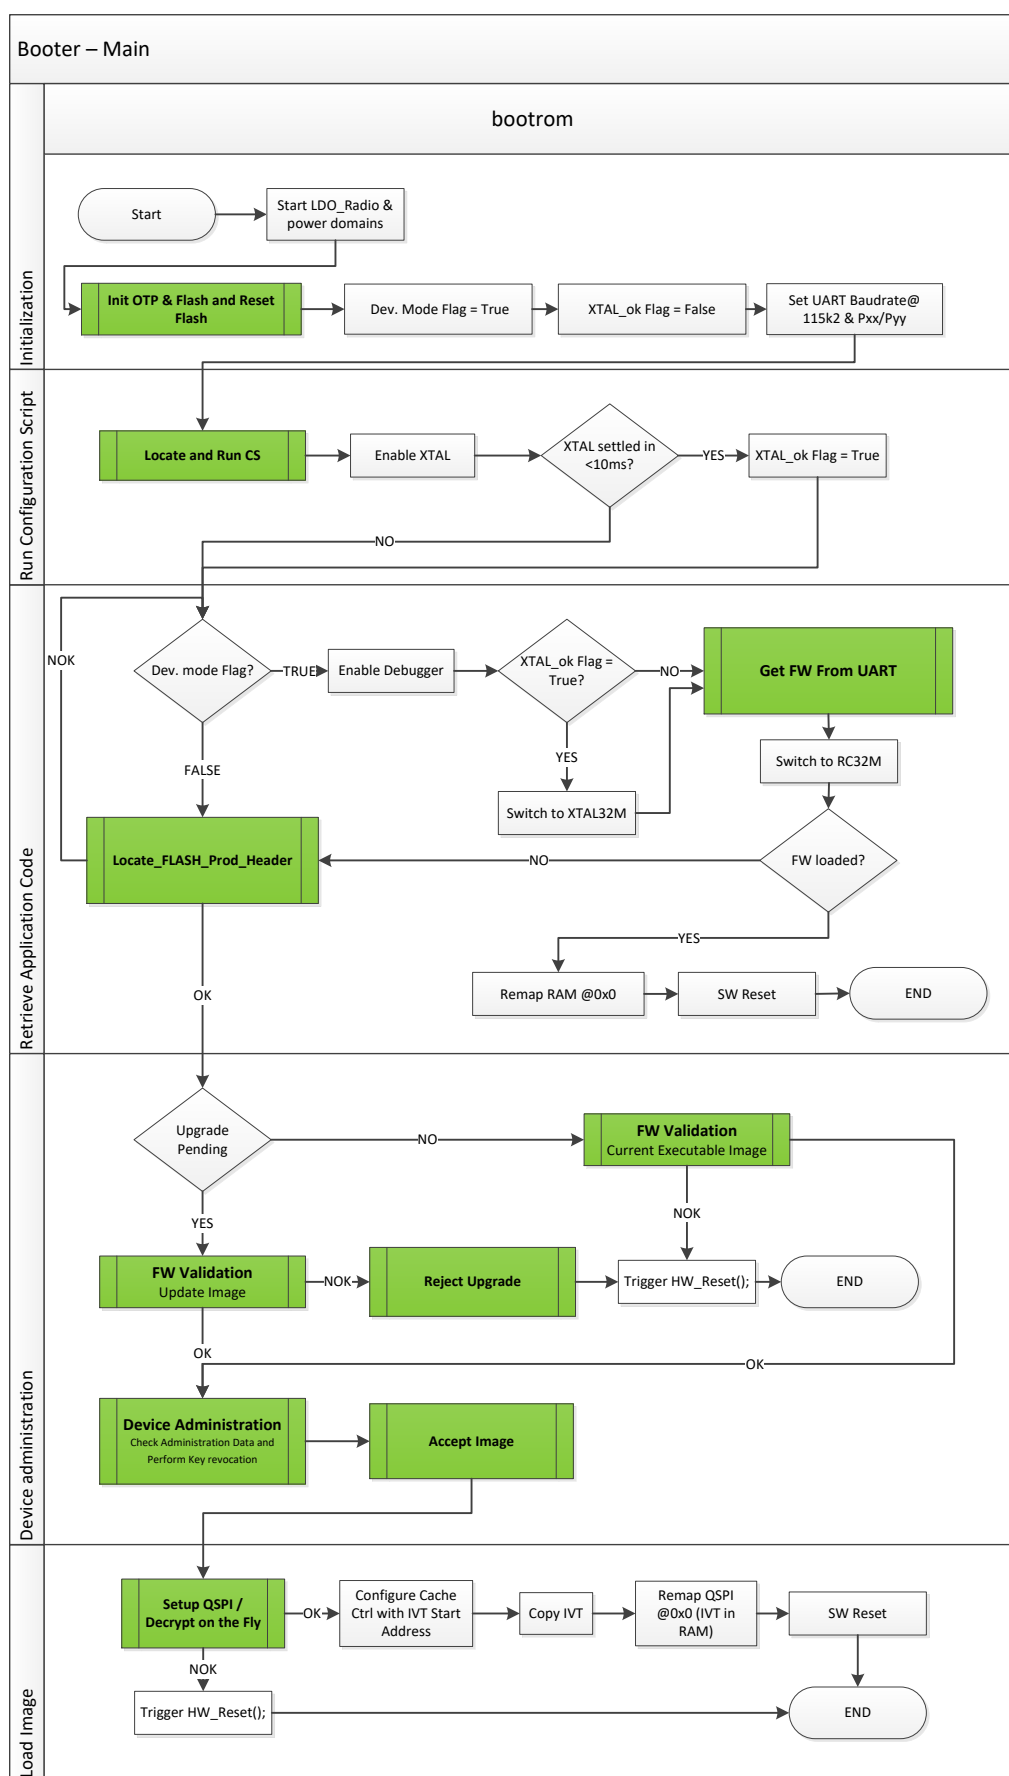 Booter – Main
bootrom
Initialization
Start
Start LDO_Radio &
power domains
Init OTP & Flash and Reset
Flash
Dev. Mode Flag = True
XTAL_ok Flag = False
Set UART Baudrate@
115k2 & Pxx/Pyy
Run Configuration Script
Locate and Run CS
Enable XTAL
XTAL settled in
<10ms?
YES
XTAL_ok Flag = True
NO
Retrieve Application Code
NOK
Dev. mode Flag?
TRUE
Enable Debugger
XTAL_ok Flag =
True?
NO
Get FW From UART
YES
Switch to XTAL32M
Switch to RC32M
FALSE
Locate_FLASH_Prod_Header
NO
FW loaded?
YES
Remap RAM @0x0
SW Reset
END
OK
Device administration
Upgrade
Pending
NO
FW Validation
Current Executable Image
NOK
YES
FW Validation
Update Image
NOK
Reject Upgrade
Trigger HW_Reset();
END
OK
OK
Device Administration
Check Administration Data and
Perform Key revocation
Accept Image
Load Image
Setup QSPI /
Decrypt on the Fly
OK
Configure Cache
Ctrl with IVT Start
Address
Copy IVT
Remap QSPI
@0x0 (IVT in
RAM)
SW Reset
NOK
Trigger HW_Reset();
END